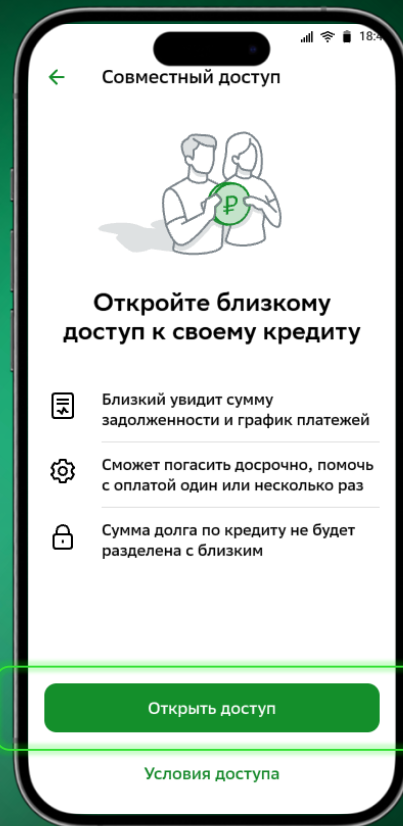 18:4
Совместный доступ
₽
Откройте близкому
доступ к своему кредиту
Близкий увидит сумму
задолженности и график платежей
Сможет погасить досрочно, помочь
с оплатой один или несколько раз
Сумма долга по кредиту не будет
разделена с близким
Открыть доступ
Условия доступа